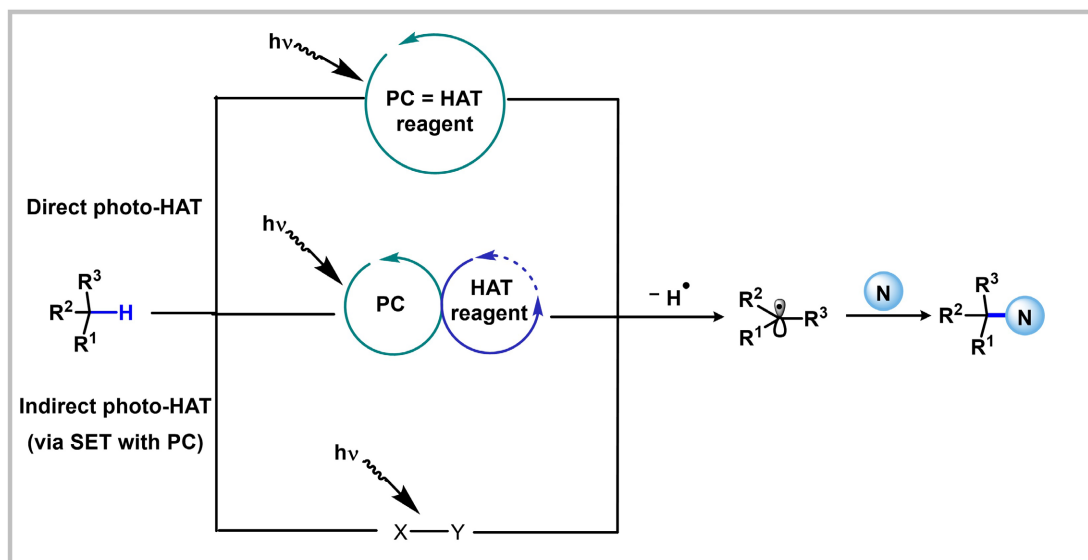 hν
PC = HAT
reagent
Direct photo-HAT
hν
R³
R²
H
R¹
PC
HAT
reagent
− H•
R²
R¹
R³
N
R³
R²
N
R¹
Indirect photo-HAT
(via SET with PC)
hν
X
Y